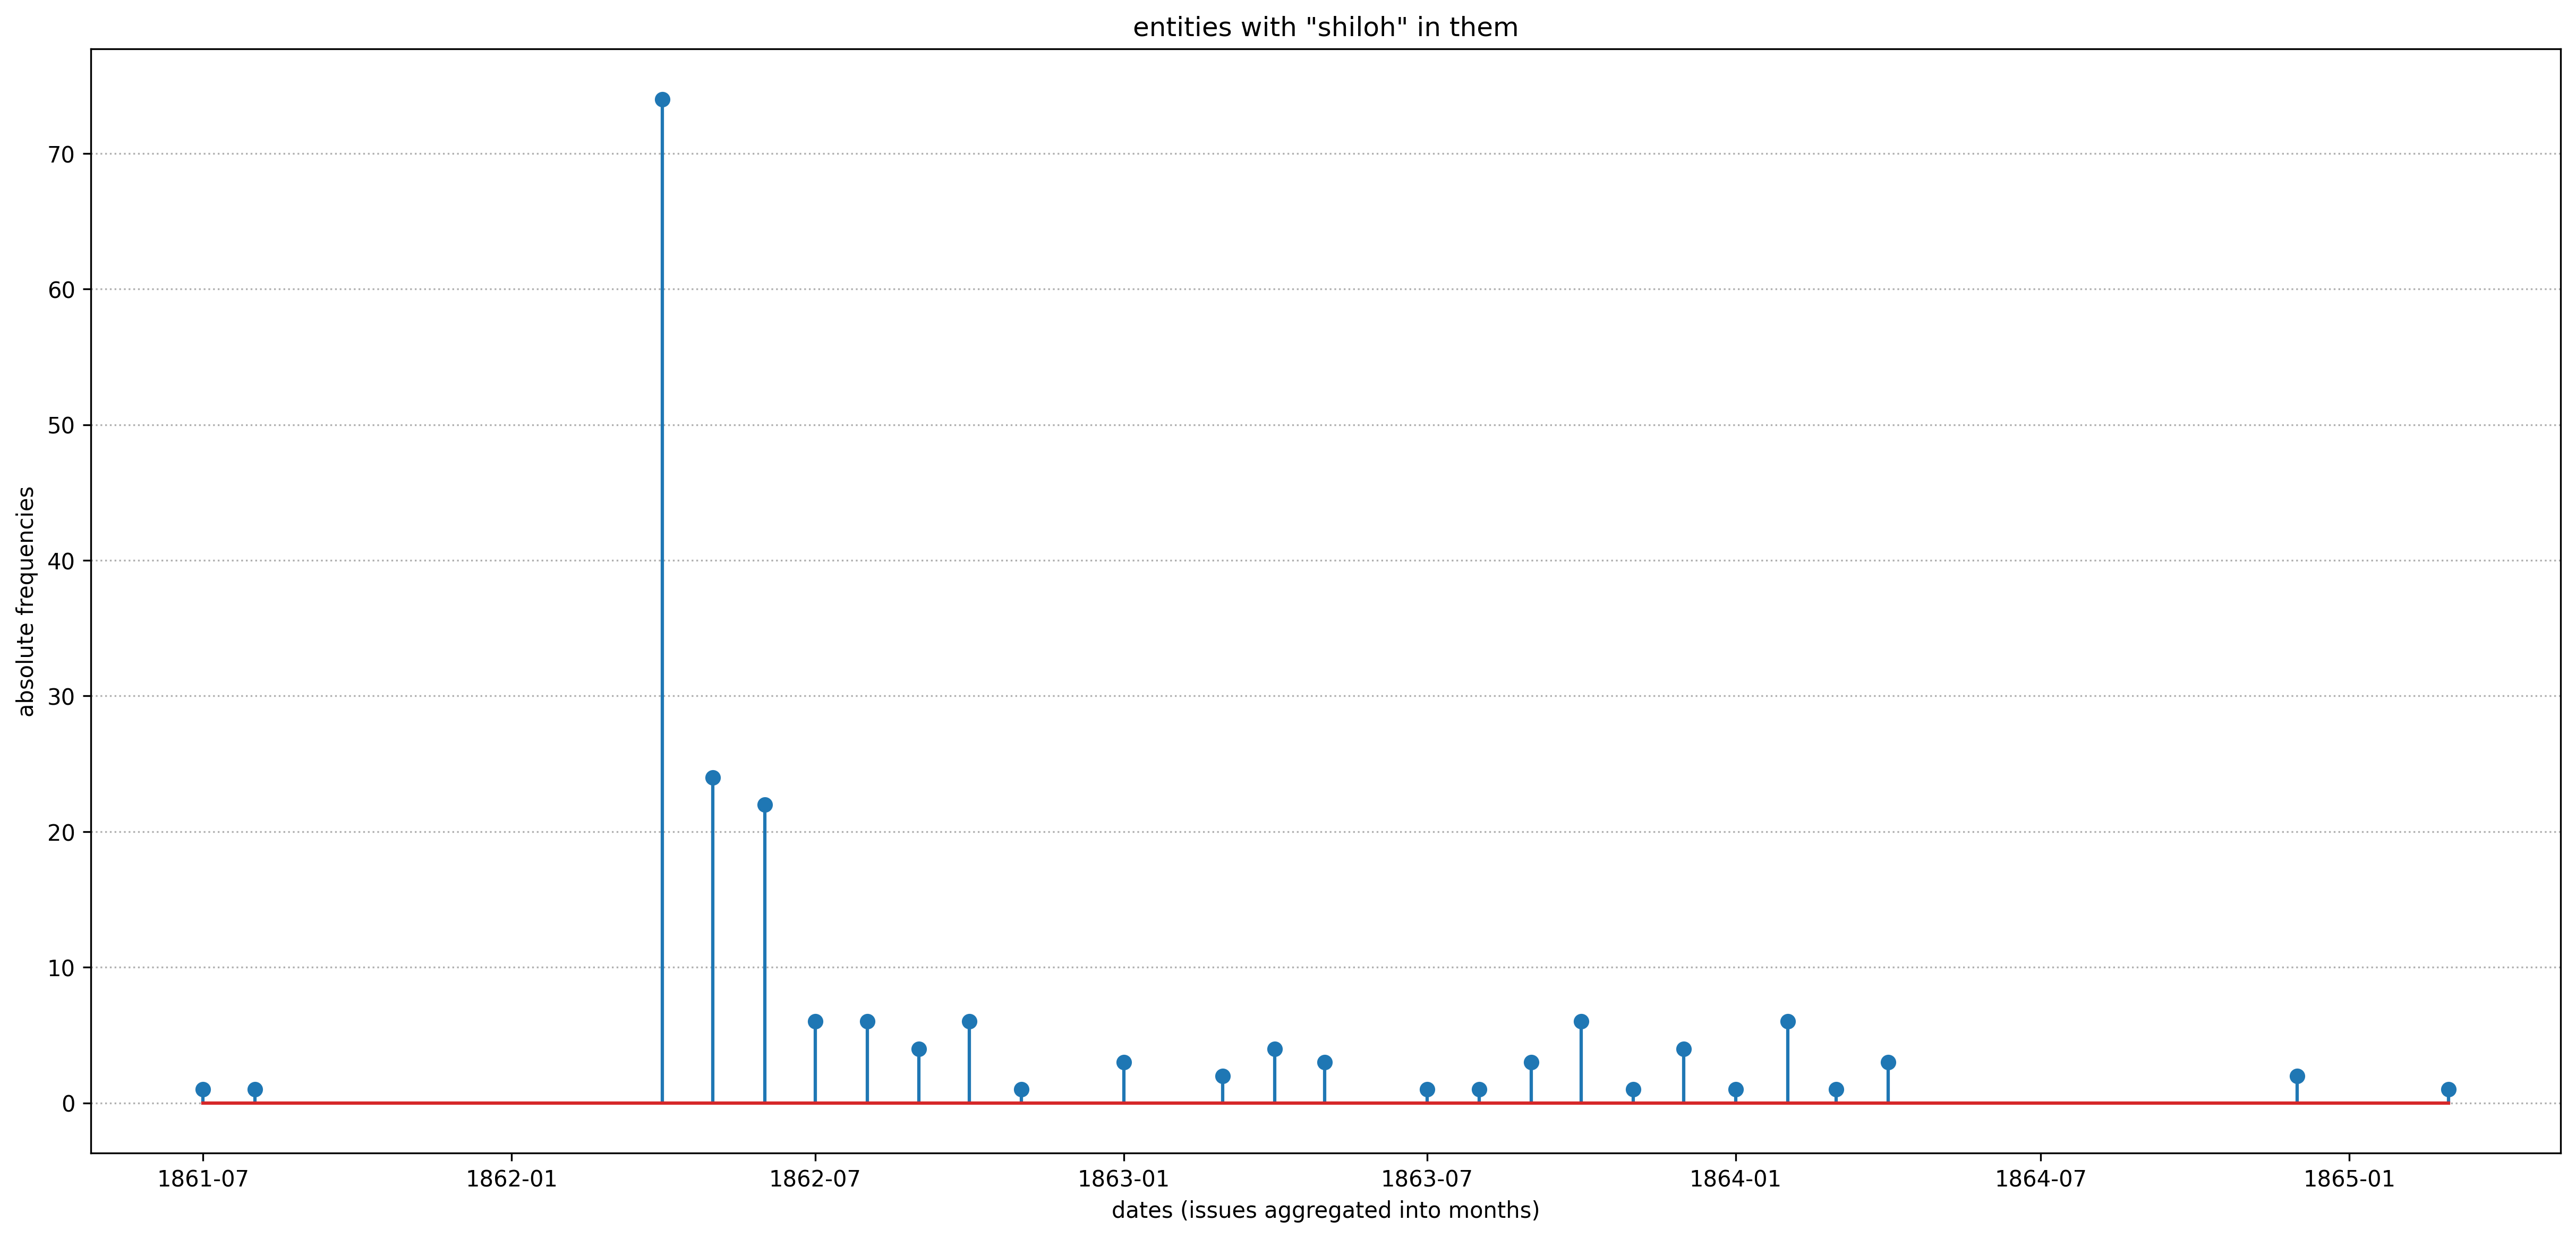 entities with "shiloh" in them
absolute frequencies
70
60
50
40
30
20
10
0
1861-07 1862-01 1862-07 1863-01 1863-07 1864-01 1864-07 1865-01
dates (issues aggregated into months)